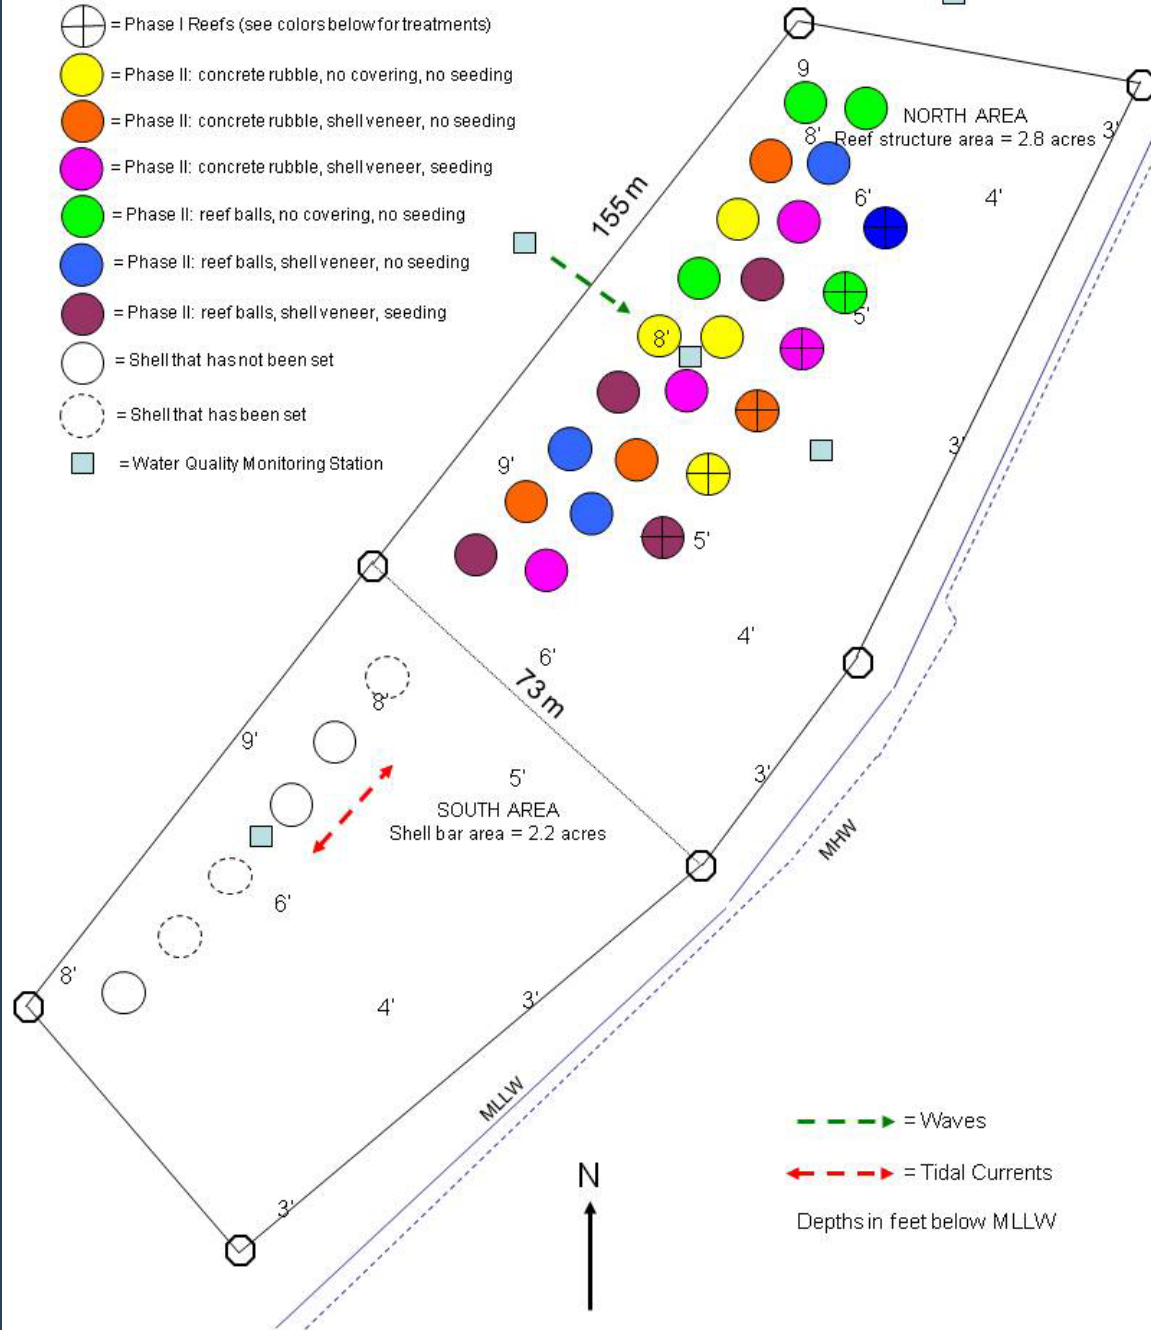 = Phase I Reefs (see colors below for treatments)
= Phase II: concrete rubble, no covering, no seeding
= Phase II: concrete rubble, shell veneer, no seeding
= Phase II: concrete rubble, shell veneer, seeding
= Phase II: reef balls, no covering, no seeding
= Phase II: reef balls, shell veneer, no seeding
= Phase II: reef balls, shell veneer, seeding
= Shell that has not been set
= Shell that has been set
= Water Quality Monitoring Station
9
NORTH AREA
8'
Reef structure area = 2.8 acres
3'
155 m
6'
4'
5'
8'
3'
9'
5'
4'
6'
73 m
8'
9'
5'
3'
SOUTH AREA
Shell bar area = 2.2 acres
MHW
6'
8'
4'
3'
MLLW
3'
N
= Waves
= Tidal Currents
Depths in feet below MLLW